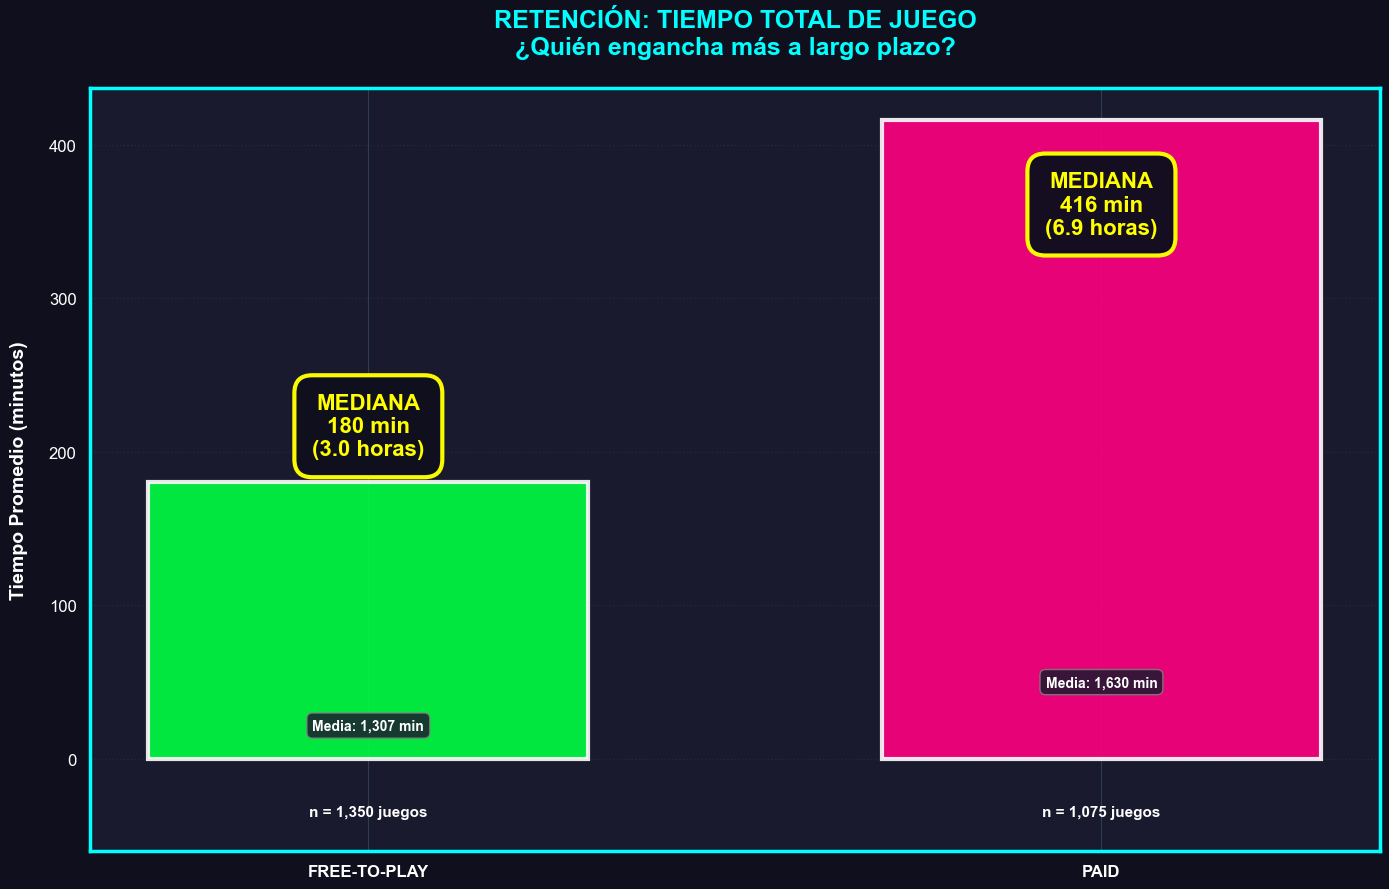 RETENCIÓN: TIEMPO TOTAL DE JUEGO
¿Quién engancha más a largo plazo?
Tiempo Promedio (minutos)
400
300
200
100
0
MEDIANA
180 min
(3.0 horas)
Media: 1,307 min
n = 1,350 juegos
FREE-TO-PLAY
MEDIANA
416 min
(6.9 horas)
Media: 1,630 min
n = 1,075 juegos
PAID